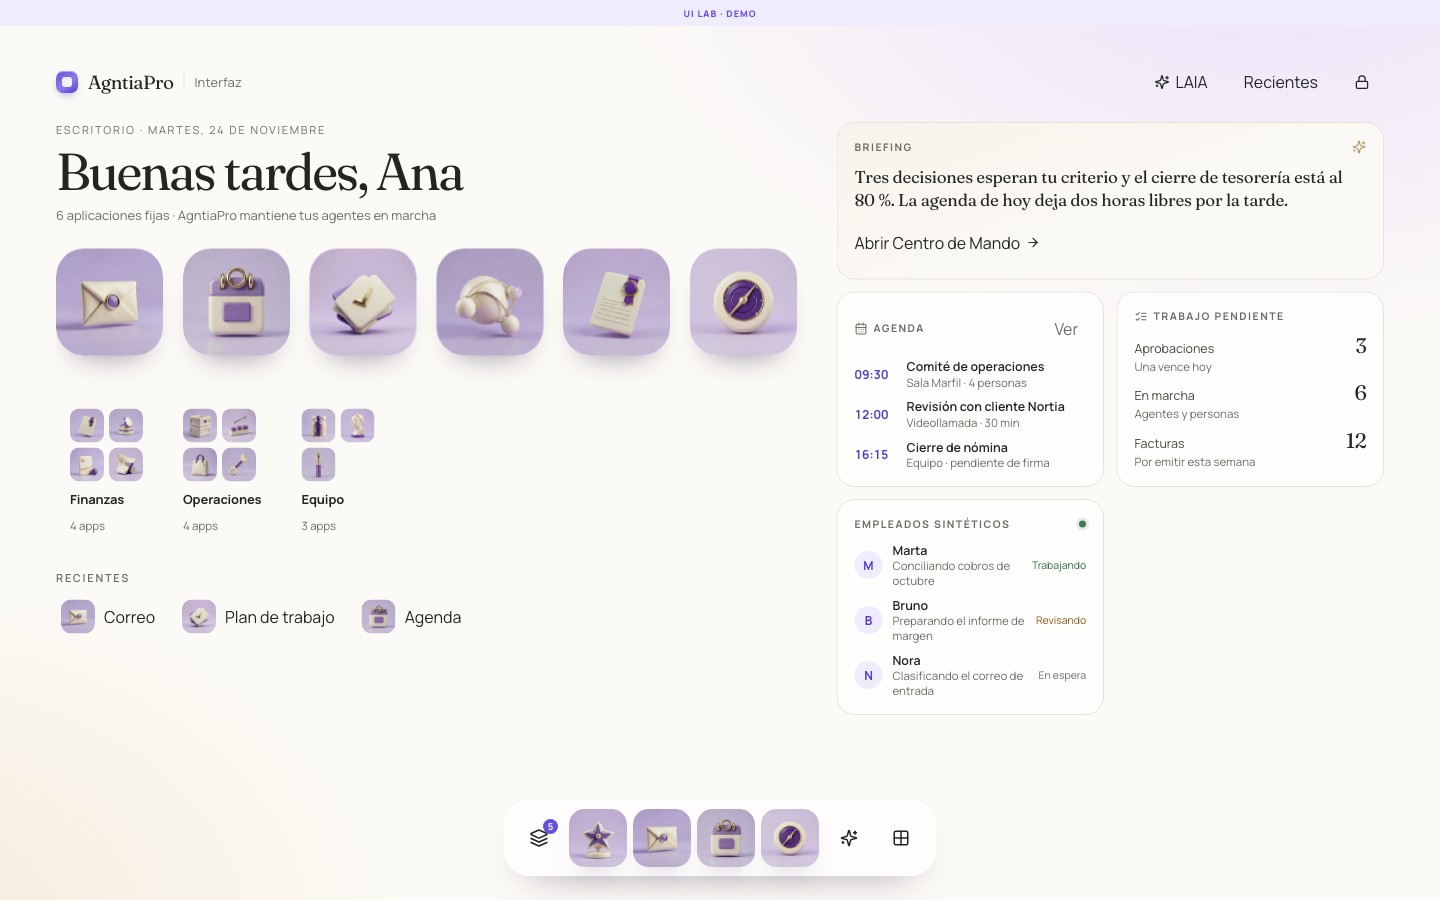 UI LAB · DEMO
AgntiaPro
Interfaz
LAIA
Recientes
ESCRITORIO · MARTES, 24 DE NOVIEMBRE
Buenas tardes, Ana
6 aplicaciones fijas · AgntiaPro mantiene tus agentes en marcha
Finanzas
4 apps
Operaciones
4 apps
Equipo
3 apps
RECIENTES
Correo
Plan de trabajo
Agenda
BRIEFING
Tres decisiones esperan tu criterio y el cierre de tesorería está al
80 %. La agenda de hoy deja dos horas libres por la tarde.
Abrir Centro de Mando
AGENDA
Ver
09:30
Comité de operaciones
Sala Marfil · 4 personas
12:00
Revisión con cliente Nortia
Videollamada · 30 min
16:15
Cierre de nómina
Equipo · pendiente de firma
TRABAJO PENDIENTE
Aprobaciones
3
Una vence hoy
En marcha
6
Agentes y personas
Facturas
12
Por emitir esta semana
EMPLEADOS SINTÉTICOS
M
Marta
Conciliando cobros de
octubre
Trabajando
B
Bruno
Preparando el informe de
margen
Revisando
N
Nora
Clasificando el correo de
entrada
En espera
5